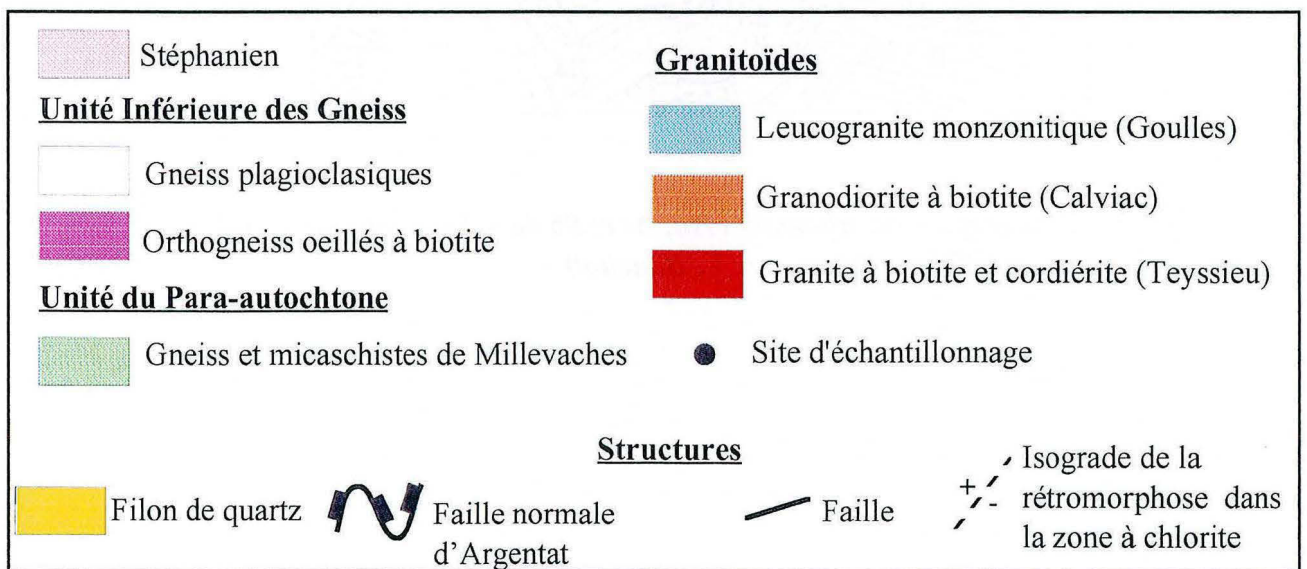 Stéphanien
Unité Inférieure des Gneiss
Gneiss plagioclasiques
Orthogneiss oeillés à biotite
Unité du Para-autochtone
Gneiss et micaschistes de Millevaches
Granitoïdes
Leucogranite monzonitique (Goulles)
Granodiorite à biotite (Calviac)
Granite à biotite et cordiérite (Teyssieu)
Site d'échantillonnage
Structures
Filon de quartz
Faille normale
d’Argentat
Faille
+
-
Isograde de la
rétromorphose dans
la zone à chlorite